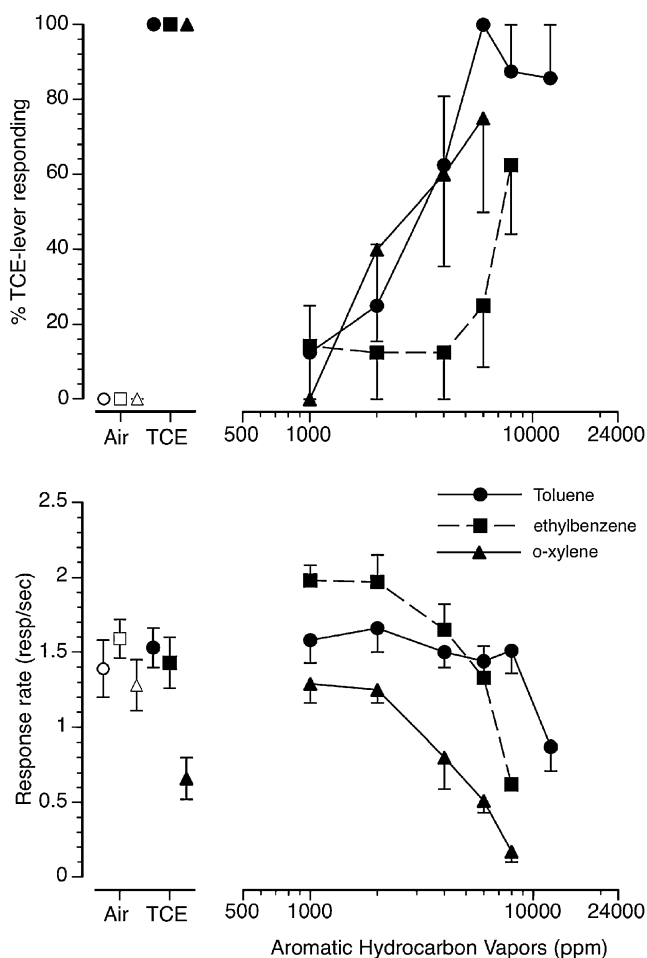 100
80
60
40
20
0
% TCE-lever responding
Air TCE
500 1000 10000 24000
2.5
2
1.5
1
0.5
0
Response rate (resp/sec)
Toluene
ethylbenzene
o-xylene
Air TCE
500 1000 10000 24000
Aromatic Hydrocarbon Vapors (ppm)